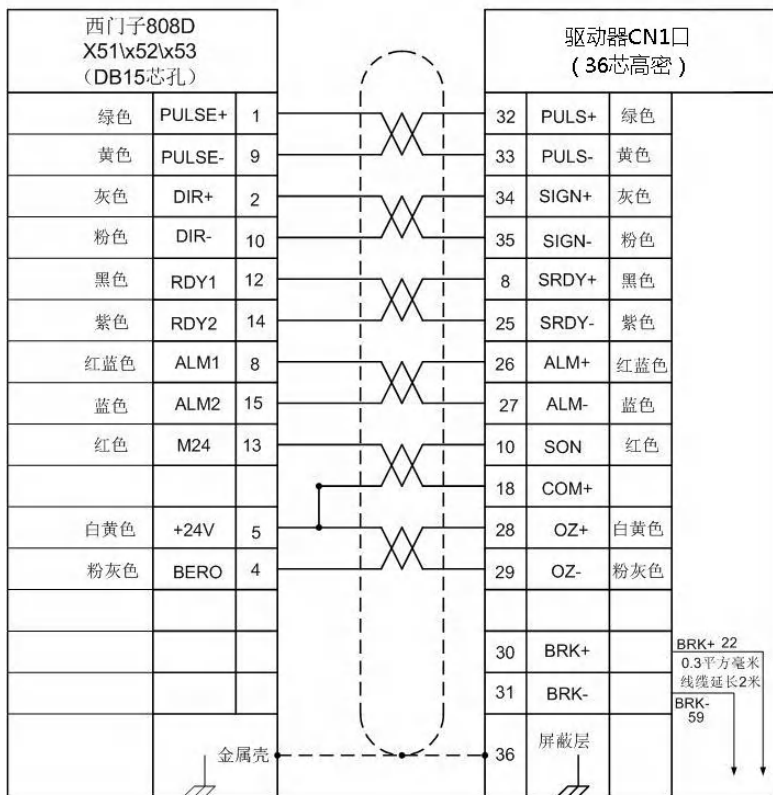 西门子808D
X51\x52\x53
（DB15芯孔）
驱动器CN1口
（36芯高密）
绿色 PULSE+ 1 32 PULS+ 绿色
黄色 PULSE- 9 33 PULS- 黄色
灰色 DIR+ 2 34 SIGN+ 灰色
粉色 DIR- 10 35 SIGN- 粉色
黑色 RDY1 12 8 SRDY+ 黑色
紫色 RDY2 14 25 SRDY- 紫色
红蓝色 ALM1 8 26 ALM+ 红蓝色
蓝色 ALM2 15 27 ALM- 蓝色
红色 M24 13 10 SON 红色
18 COM+
白黄色 +24V 5 28 OZ+ 白黄色
粉灰色 BERO 4 29 OZ- 粉灰色
30 BRK+
BRK+ 22
0.3平方毫米
线缆延长2米
31 BRK-
BRK-
59
金属壳 36 屏蔽层